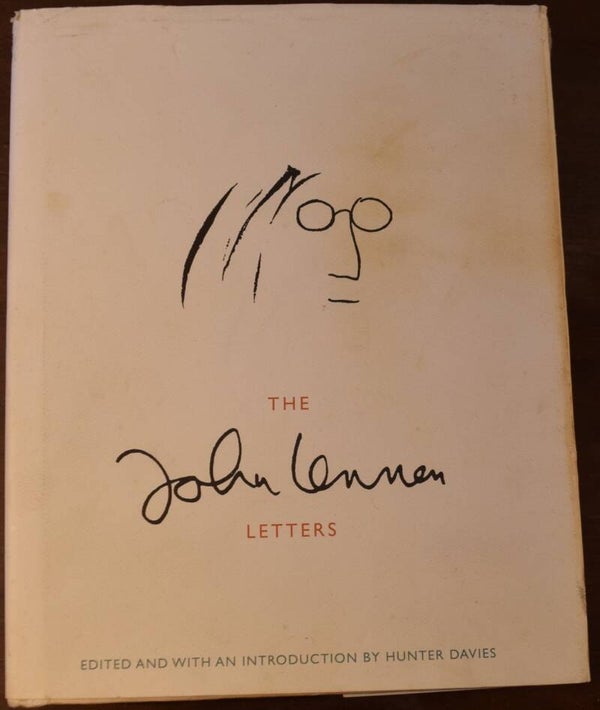 THE
John Lennon
LETTERS
EDITED AND WITH AN INTRODUCTION BY HUNTER DAVIES